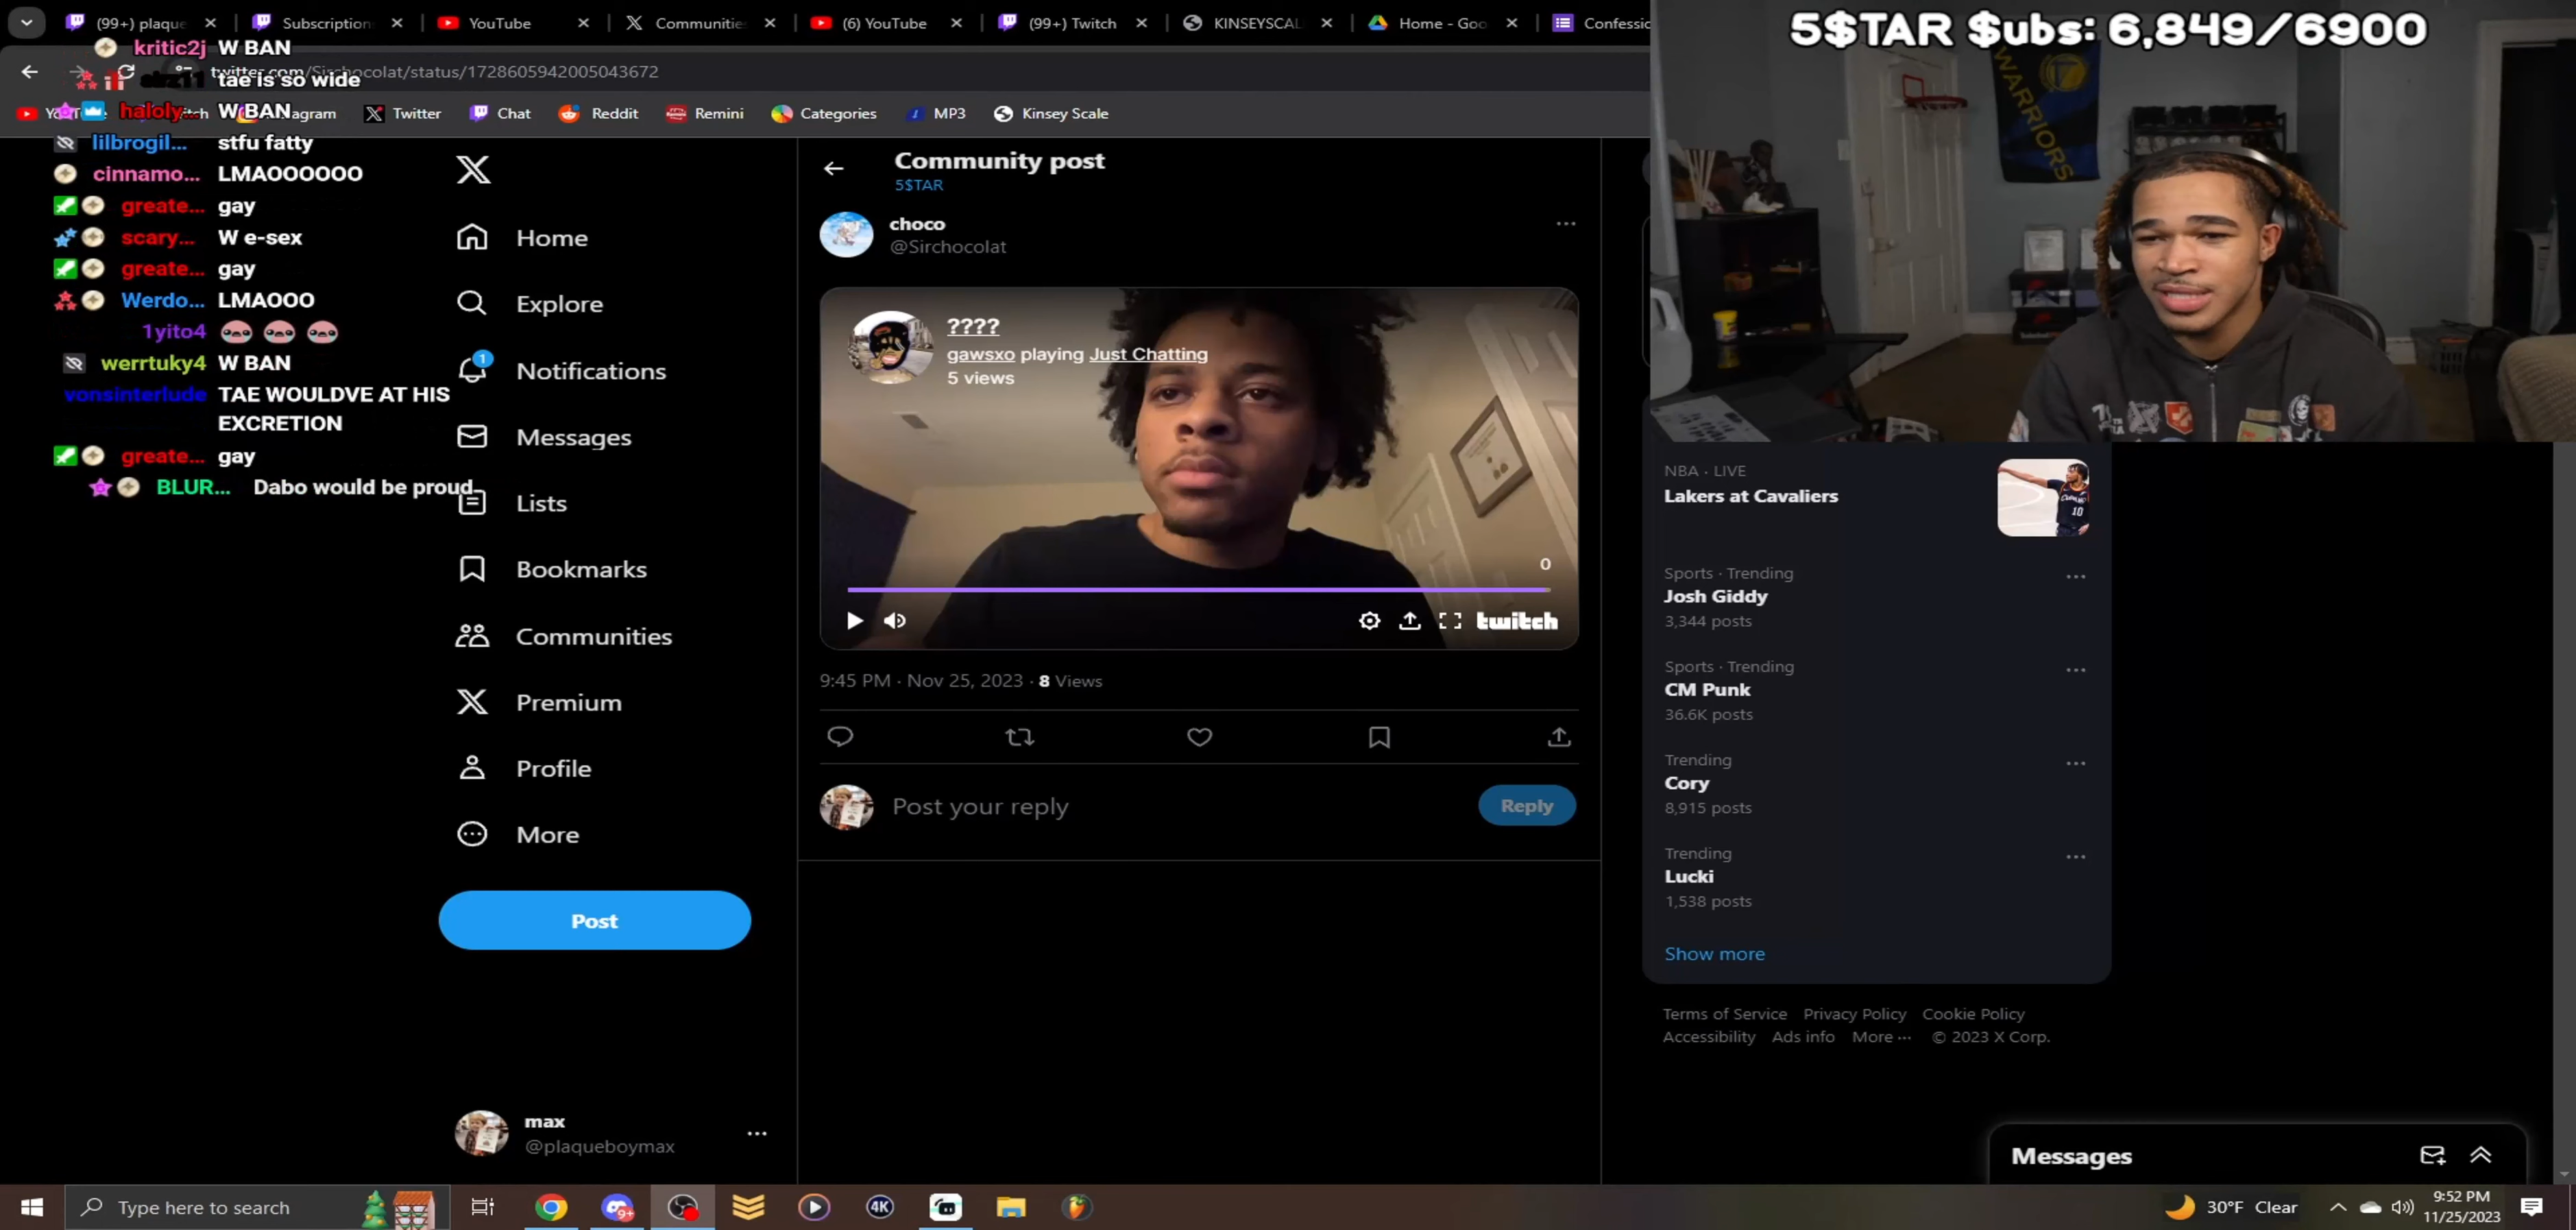 (99+) plaque
Subscription
YouTube
Communitie
(6) YouTube
(99+) Twitch
KINSEYSCAL
Home - Goo
Confessic
5$TAR $ubs: 6,849/6900
kritic2j W BAN
twitter.com/Sirchocolat/status/1728605942005043672
tae is so wide
haloly... W BAN
Twitter
Chat
Reddit
Remini
Categories
MP3
Kinsey Scale
lilbrogil... stfu fatty
cinnamo... LMAOOOOOO
greate... gay
scary... W e-sex
greate... gay
Werdo... LMAOOO
1yito4
werrtuky4 W BAN
vonsinterlude TAE WOULDVE AT HIS
EXCRETION
greate... gay
BLUR... Dabo would be proud
X
Home
Explore
1
Notifications
Messages
Lists
Bookmarks
Communities
Premium
Profile
More
Post
max
@plaqueboymax
Community post
5$TAR
choco
@Sirchocolat
????
gawsxo playing Just Chatting
5 views
0
twitch
9:45 PM · Nov 25, 2023 · 8 Views
Post your reply
Reply
WARRIORS
NBA · LIVE
Lakers at Cavaliers
10
Sports · Trending
Josh Giddy
3,344 posts
Sports · Trending
CM Punk
36.6K posts
Trending
Cory
8,915 posts
Trending
Lucki
1,538 posts
Show more
Terms of Service Privacy Policy Cookie Policy
Accessibility Ads info More ··· © 2023 X Corp.
Messages
Type here to search
9+
4K
30°F Clear
9:52 PM
11/25/2023